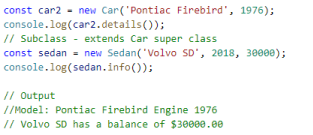 const car2 = new Car('Pontiac Firebird', 1976);
console.log(car2.details());
// Subclass - extends Car super class
const sedan = new Sedan('Volvo SD', 2018, 30000);
console.log(sedan.info());
// Output
//Model: Pontiac Firebird Engine 1976
// Volvo SD has a balance of $30000.00